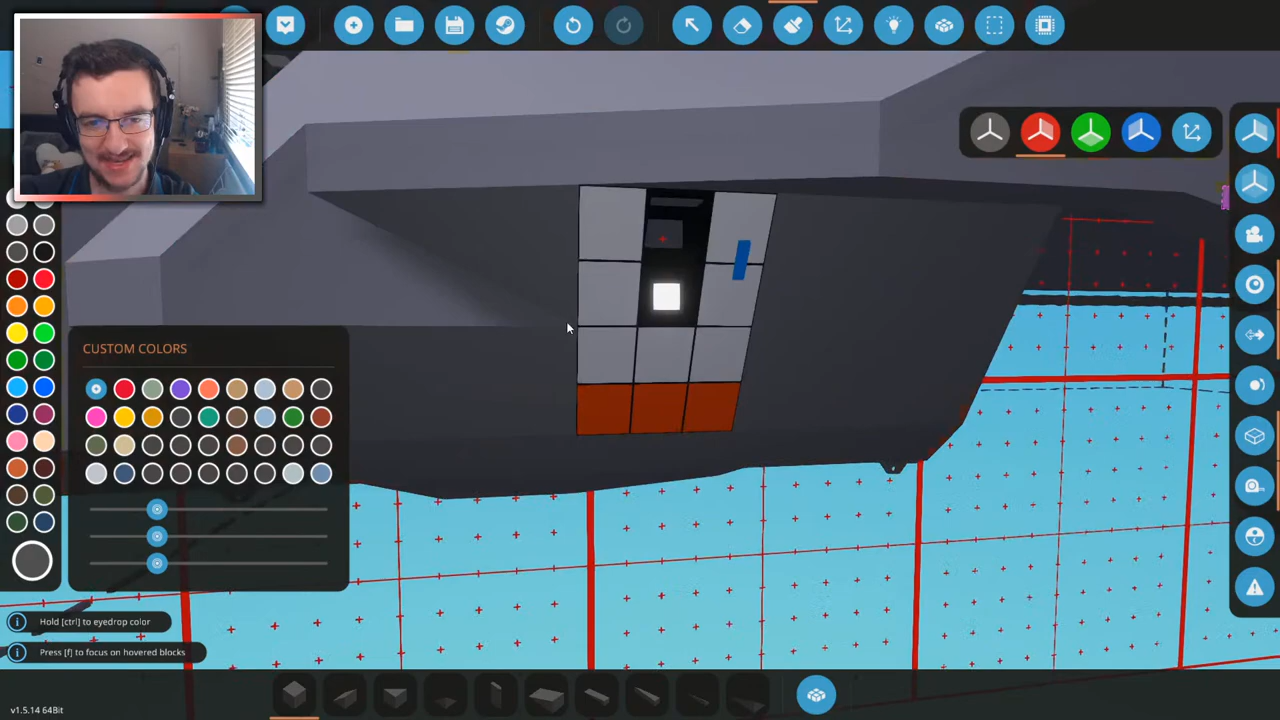 CUSTOM COLORS
Hold [ctrl] to eyedrop color
Press [f] to focus on hovered blocks
v1.5.14 64Bit